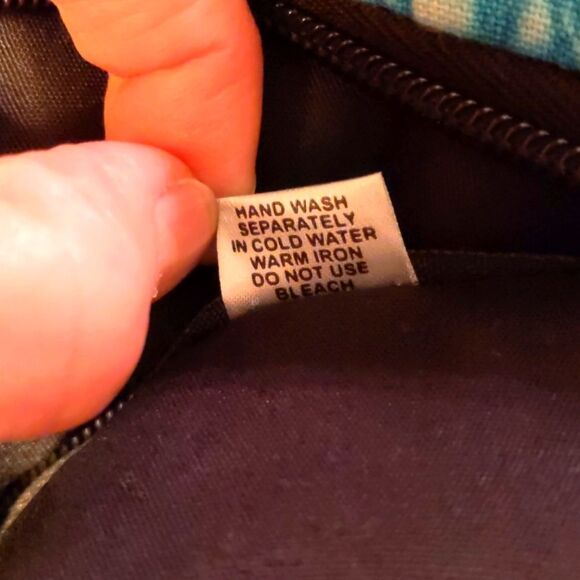 HAND WASH
SEPARATELY
IN COLD WATER
WARM IRON
DO NOT USE
BLEACH